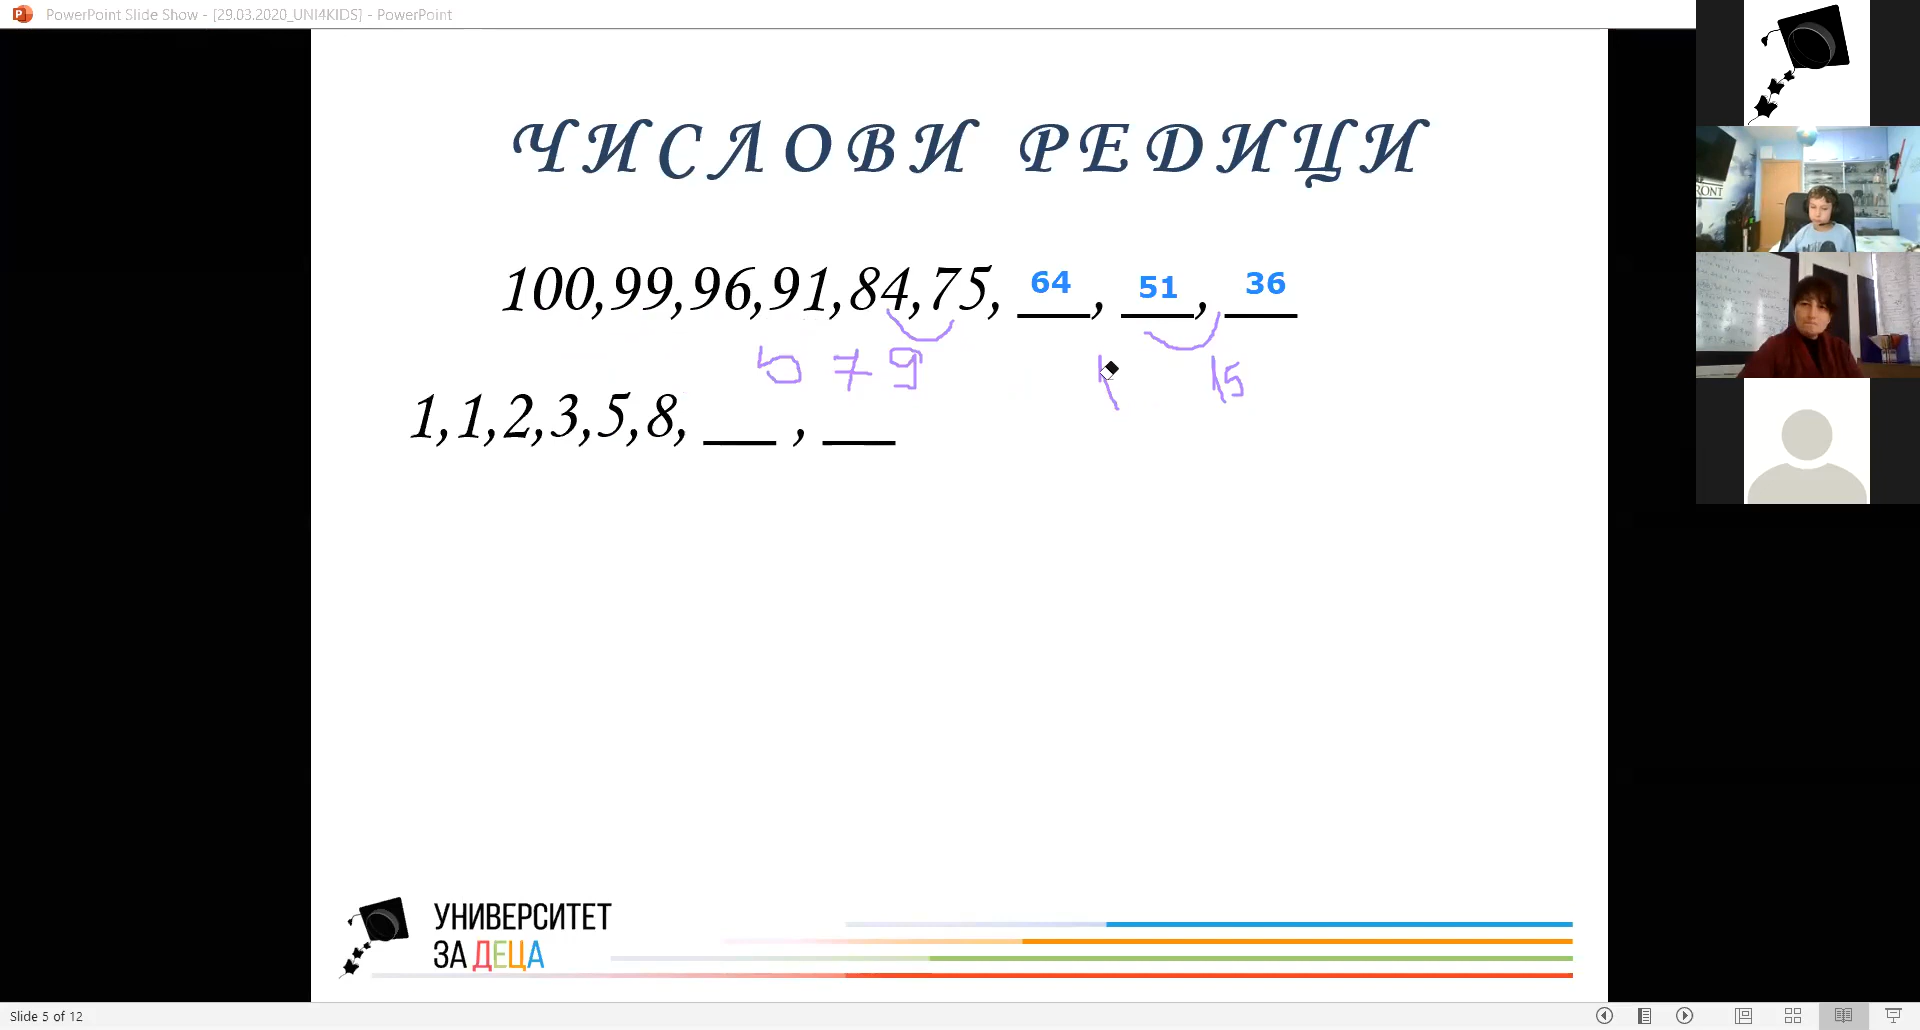 PowerPoint Slide Show - [29.03.2020_UNI4KIDS] - PowerPoint
ЧИСЛОВИ РЕДИЦИ
100,99,96,91,84,75, 64, 51, 36
5 7 9 15
1,1,2,3,5,8, ___ , ___
УНИВЕРСИТЕТ
ЗА ДЕЦА
Slide 5 of 12